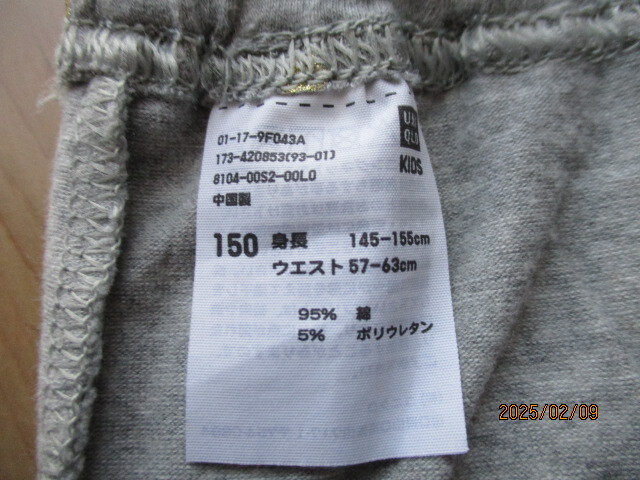 UNI
QLO
KIDS
01-17-9F043A
173-420853(93-01)
8104-00S2-00L0
中国製
150 身長 145-155cm
ウエスト 57-63cm
95% 綿
5% ポリウレタン
2025/02/09